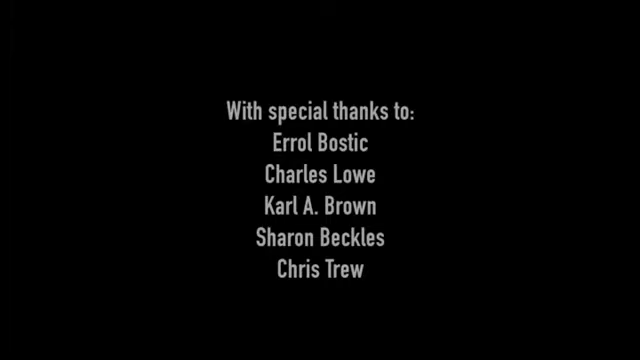 With special thanks to:
Errol Bostic
Charles Lowe
Karl A. Brown
Sharon Beckles
Chris Trew